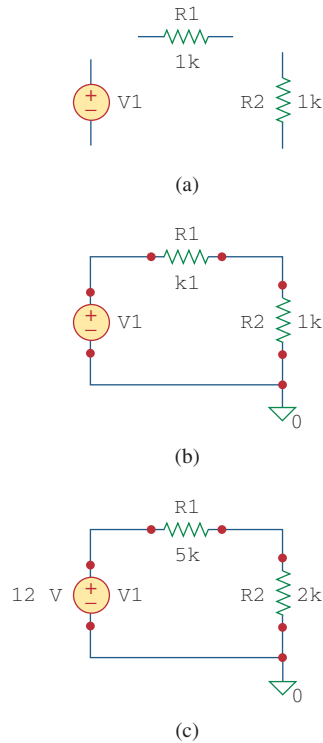 R1
1k
+
−
V1
R2 1k
(a)
R1
k1
+
−
V1
R2 1k
0
(b)
R1
5k
12 V
+
−
V1
R2 2k
0
(c)